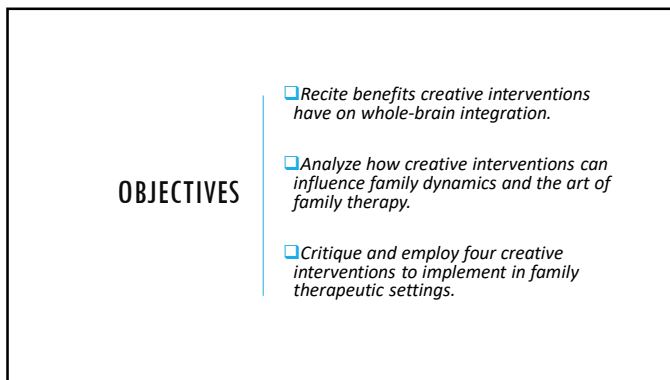 OBJECTIVES
❑Recite benefits creative interventions
have on whole-brain integration.
❑Analyze how creative interventions can
influence family dynamics and the art of
family therapy.
❑Critique and employ four creative
interventions to implement in family
therapeutic settings.